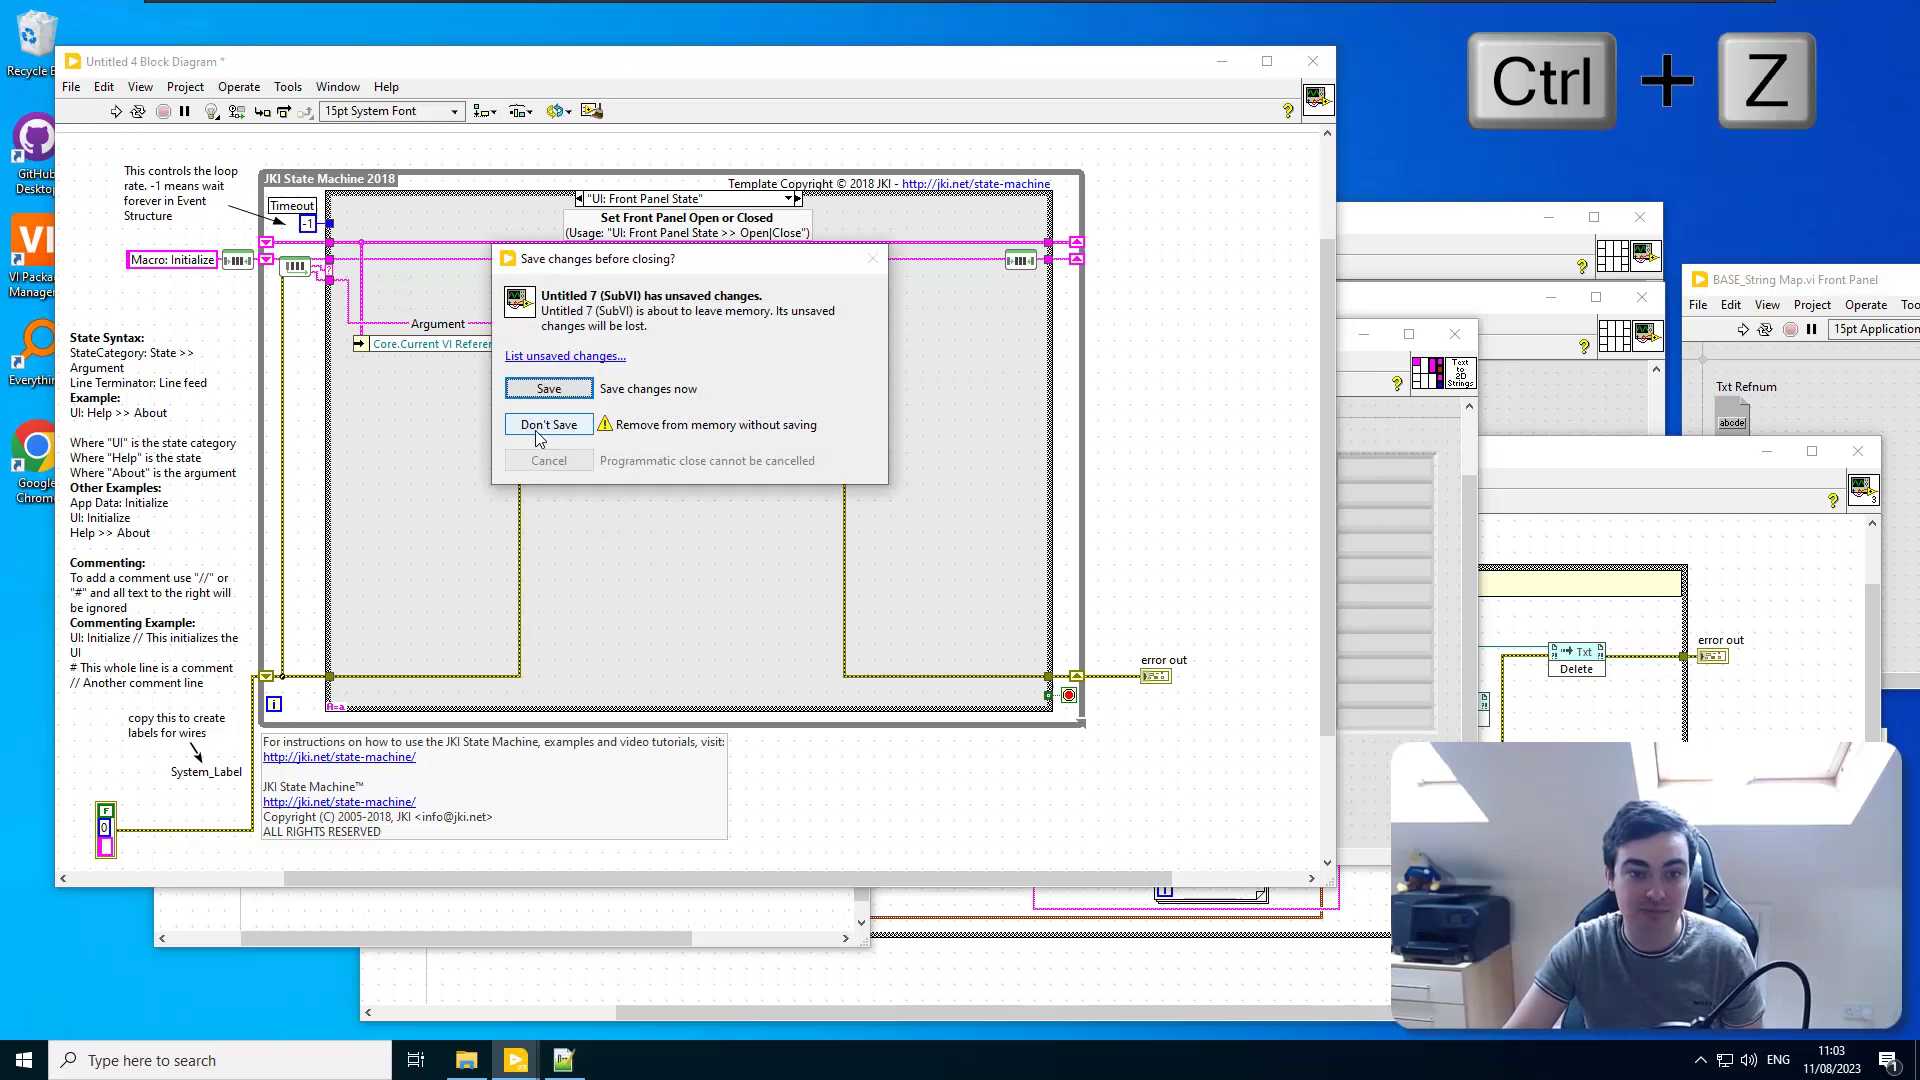 Recycle B
GitHub
Desktop
VI Packa
Manager
Everythin
Google
Chrome
Ctrl
+
Z
Untitled 4 Block Diagram *
File Edit View Project Operate Tools Window Help
15pt System Font
This controls the loop
rate. -1 means wait
forever in Event
Structure
JKI State Machine 2018
Template Copyright © 2018 JKI - http://jki.net/state-machine
Timeout
-1
"UI: Front Panel State"
Set Front Panel Open or Closed
(Usage: "UI: Front Panel State >> Open|Close")
Macro: Initialize
Argument
Core.Current VI Referen
Save changes before closing?
Untitled 7 (SubVI) has unsaved changes.
Untitled 7 (SubVI) is about to leave memory. Its unsaved
changes will be lost.
List unsaved changes...
Save
Save changes now
Don't Save
Remove from memory without saving
Cancel
Programmatic close cannot be cancelled
State Syntax:
StateCategory: State >>
Argument
Line Terminator: Line feed
Example:
UI: Help >> About
Where "UI" is the state category
Where "Help" is the state
Where "About" is the argument
Other Examples:
App Data: Initialize
UI: Initialize
Help >> About
Commenting:
To add a comment use "//" or
"#" and all text to the right will
be ignored
Commenting Example:
UI: Initialize // This initializes the
UI
# This whole line is a comment
// Another comment line
copy this to create
labels for wires
System_Label
F
0
i
A=a
error out
For instructions on how to use the JKI State Machine, examples and video tutorials, visit:
http://jki.net/state-machine/
JKI State Machine™
http://jki.net/state-machine/
Copyright (C) 2005-2018, JKI <info@jki.net>
ALL RIGHTS RESERVED
Text
to
2D
Strings
BASE_String Map.vi Front Panel
File Edit View Project Operate Too
15pt Application
Txt Refnum
abcde
3
Txt
Delete
error out
i
Type here to search
ENG
11:03
11/08/2023
1